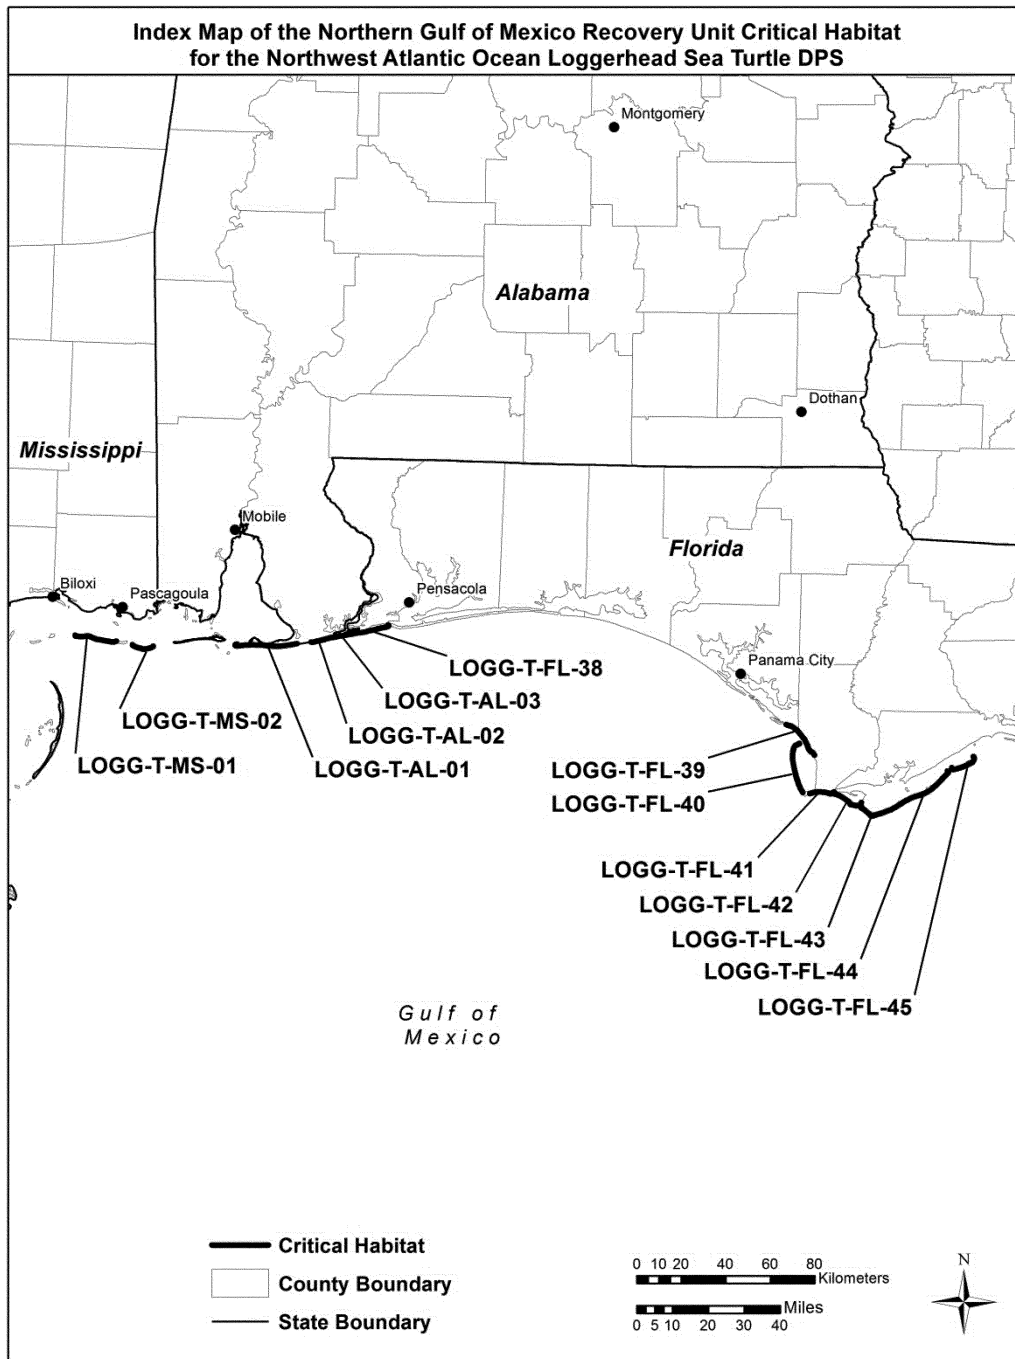 Index Map of the Northern Gulf of Mexico Recovery Unit Critical Habitat
for the Northwest Atlantic Ocean Loggerhead Sea Turtle DPS
Montgomery
Alabama
Dothan
Mississippi
Mobile
Florida
Biloxi
Pascagoula
Pensacola
Panama City
LOGG-T-FL-38
LOGG-T-AL-03
LOGG-T-MS-02
LOGG-T-AL-02
LOGG-T-MS-01
LOGG-T-AL-01
LOGG-T-FL-39
LOGG-T-FL-40
LOGG-T-FL-41
LOGG-T-FL-42
LOGG-T-FL-43
LOGG-T-FL-44
LOGG-T-FL-45
Gulf of
Mexico
Critical Habitat
County Boundary
State Boundary
0 10 20 40 60 80
Kilometers
Miles
0 5 10 20 30 40
N